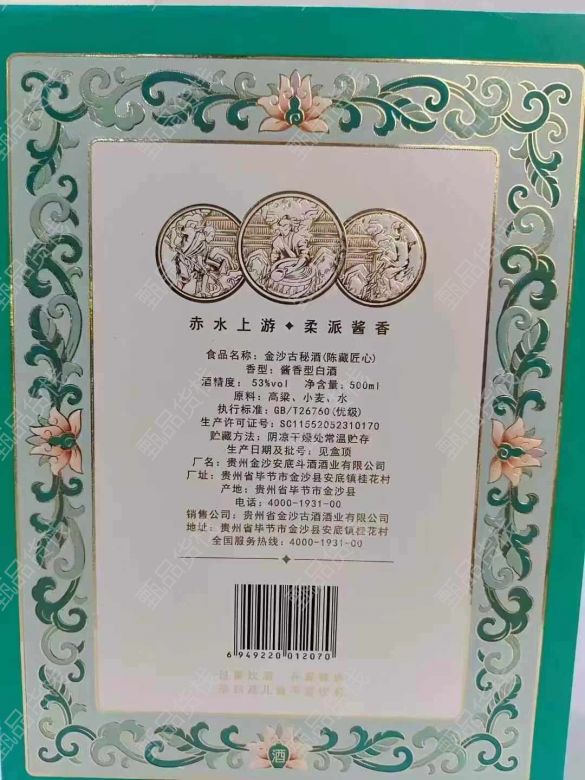 赤水上游◆柔派酱香
食品名称：金沙古秘酒(陈藏匠心)
香型：酱香型白酒
酒精度：53%vol 净含量：500ml
原料：高粱、小麦、水
执行标准：GB/T26760(优级)
生产许可证号：SC11552052310170
贮藏方法：阴凉干燥处常温贮存
生产日期及批号：见盒顶
厂名：贵州金沙安底斗酒酒业有限公司
厂址：贵州省毕节市金沙县安底镇桂花村
产地：贵州省毕节市金沙县
电话：4000-1931-00
销售公司：贵州省金沙古酒酒业有限公司
地址：贵州省毕节市金沙县安底镇桂花村
全国服务热线：4000-1931-00
6 949220 012070
酒
甄品货栈